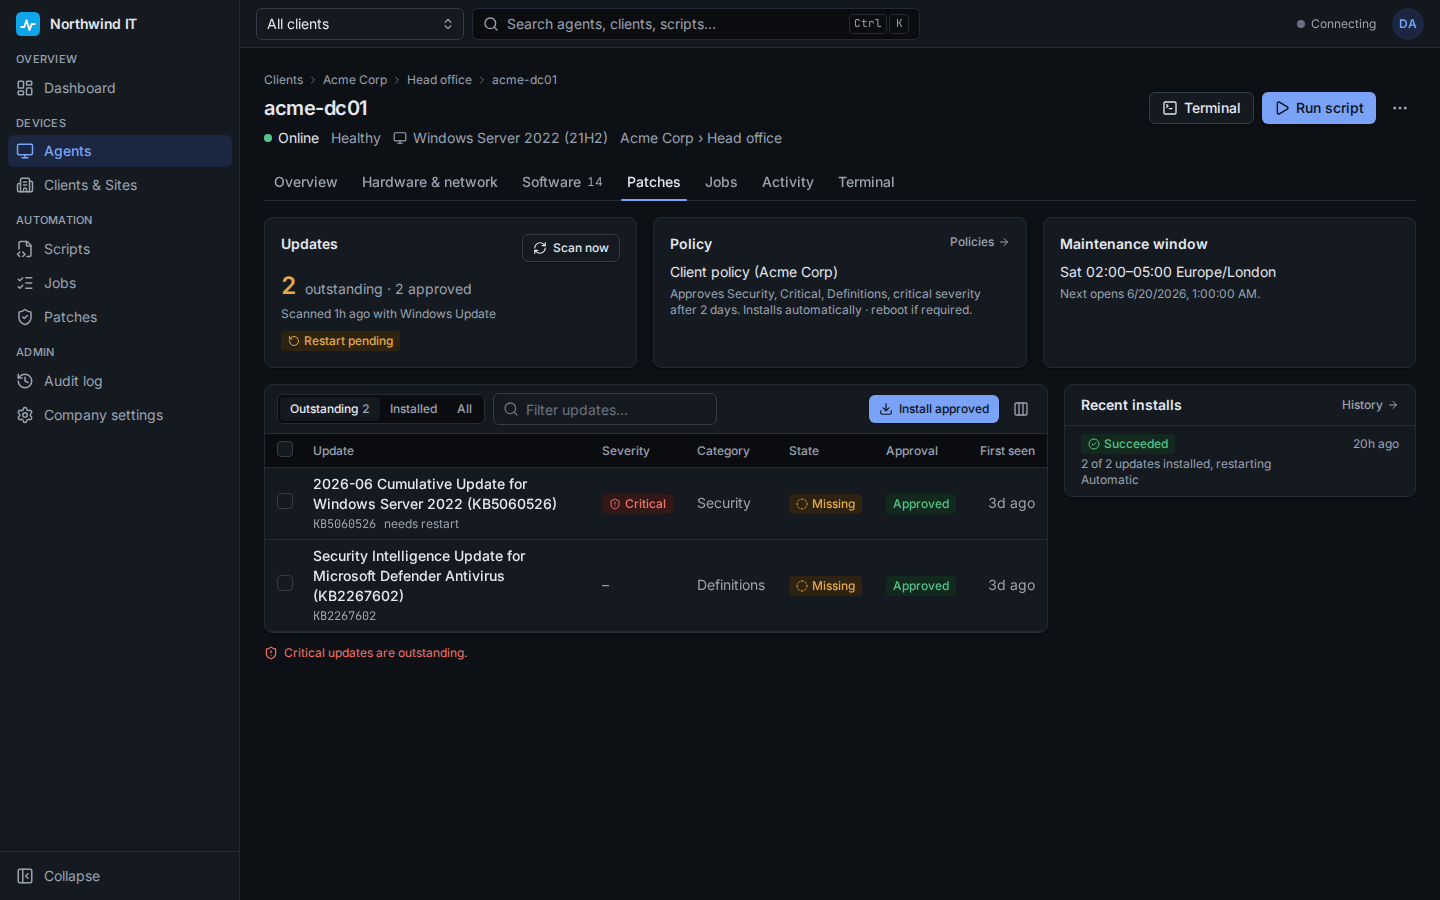 Northwind IT
All clients
Search agents, clients, scripts...
Ctrl K
Connecting
DA
OVERVIEW
Dashboard
DEVICES
Agents
Clients & Sites
AUTOMATION
Scripts
Jobs
Patches
ADMIN
Audit log
Company settings
Collapse
Clients > Acme Corp > Head office > acme-dc01
acme-dc01
Terminal
Run script
Online Healthy Windows Server 2022 (21H2) Acme Corp › Head office
Overview Hardware & network Software 14 Patches Jobs Activity Terminal
Updates
Scan now
2 outstanding · 2 approved
Scanned 1h ago with Windows Update
Restart pending
Policy
Policies →
Client policy (Acme Corp)
Approves Security, Critical, Definitions, critical severity
after 2 days. Installs automatically · reboot if required.
Maintenance window
Sat 02:00–05:00 Europe/London
Next opens 6/20/2026, 1:00:00 AM.
Outstanding 2 Installed All
Filter updates...
Install approved
Update Severity Category State Approval First seen
2026-06 Cumulative Update for
Windows Server 2022 (KB5060526)
KB5060526 needs restart
Critical Security Missing Approved 3d ago
Security Intelligence Update for
Microsoft Defender Antivirus
(KB2267602)
KB2267602
– Definitions Missing Approved 3d ago
Critical updates are outstanding.
Recent installs
History →
Succeeded 20h ago
2 of 2 updates installed, restarting
Automatic